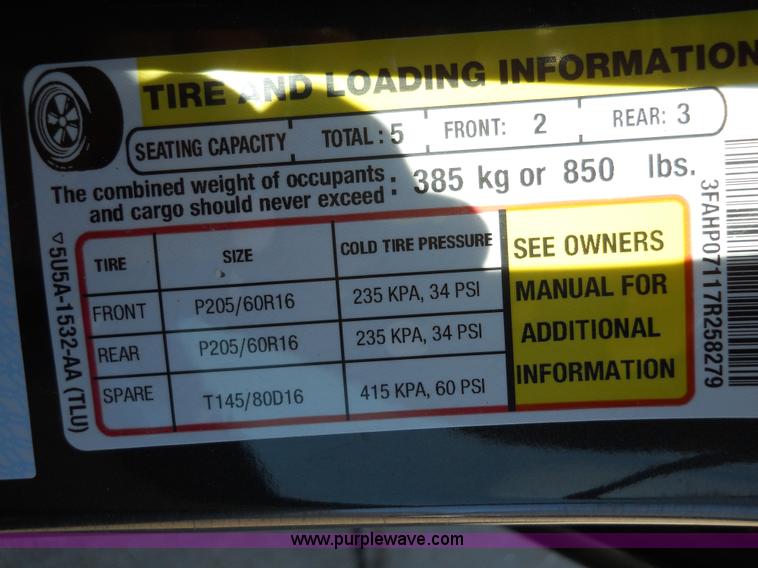 TIRE AND LOADING INFORMATION
SEATING CAPACITY TOTAL: 5 FRONT: 2 REAR: 3
The combined weight of occupants and cargo should never exceed : 385 kg or 850 lbs.
TIRE SIZE COLD TIRE PRESSURE
FRONT P205/60R16 235 KPA, 34 PSI
REAR P205/60R16 235 KPA, 34 PSI
SPARE T145/80D16 415 KPA, 60 PSI
SEE OWNERS
MANUAL FOR
ADDITIONAL
INFORMATION
5U5A-1532-AA (TLU)
3FAHP07117R258279
www.purplewave.com